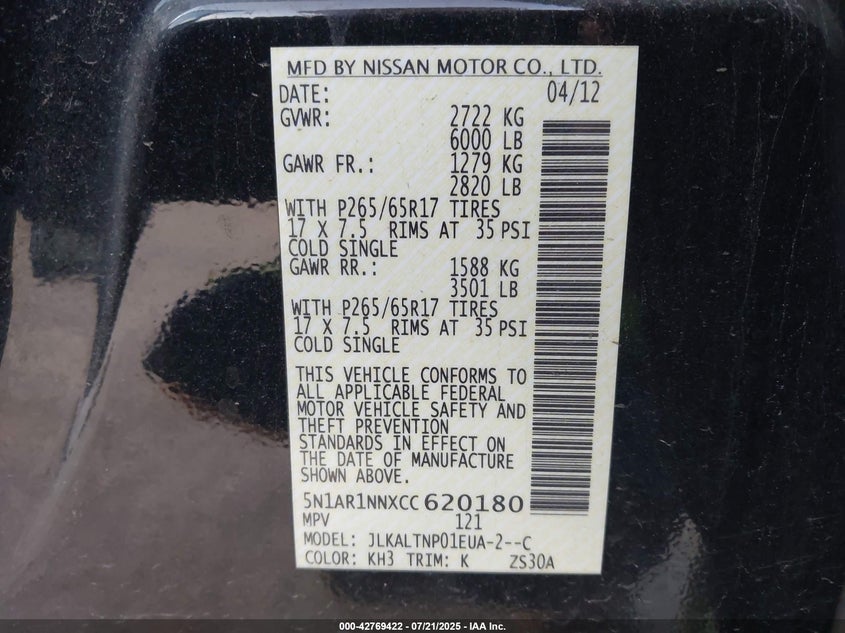 MFD BY NISSAN MOTOR CO., LTD.
DATE: 04/12
GVWR: 2722 KG
6000 LB
GAWR FR.: 1279 KG
2820 LB
WITH P265/65R17 TIRES
17 X 7.5 RIMS AT 35 PSI
COLD SINGLE
GAWR RR.: 1588 KG
3501 LB
WITH P265/65R17 TIRES
17 X 7.5 RIMS AT 35 PSI
COLD SINGLE
THIS VEHICLE CONFORMS TO
ALL APPLICABLE FEDERAL
MOTOR VEHICLE SAFETY AND
THEFT PREVENTION
STANDARDS IN EFFECT ON
THE DATE OF MANUFACTURE
SHOWN ABOVE.
5N1AR1NNXCC620180
MPV 121
MODEL: JLKALTNP01EUA-2--C
COLOR: KH3 TRIM: K ZS30A
000-42769422 - 07/21/2025 - IAA Inc.